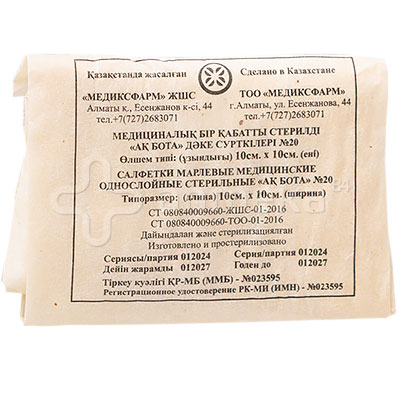 Қазақстанда жасалған Сделано в Казахстане
«МЕДИКСФАРМ» ЖШС ТОО «МЕДИКСФАРМ»
Алматы қ., Есенжанов к-сі, 44 г.Алматы, ул. Есенжанова, 44
тел.+7(727)2683071 тел.+7(727)2683071
МЕДИЦИНАЛЫҚ БІР ҚАБАТТЫ СТЕРИЛДІ
«АҚ БОТА» ДӘКЕ СҮРТКІЛЕРІ №20
Өлшем типі: (ұзындығы) 10см. х 10см. (ені)
САЛФЕТКИ МАРЛЕВЫЕ МЕДИЦИНСКИЕ
ОДНОСЛОЙНЫЕ СТЕРИЛЬНЫЕ «АҚ БОТА» №20
Типоразмер: (длина) 10см. х 10см. (ширина)
СТ 080840009660-ЖШС-01-2016
СТ 080840009660-ТОО-01-2016
Дайындалған және стерилизациялған
Изготовлено и простерилизовано
Сериясы/партия 012024 Серия/партия 012024
Дейін жарамды 012027 Годен до 012027
Тіркеу куәлігі ҚР-МБ (ММБ) - №023595
Регистрационное удостоверение РК-МИ (ИМН) - №023595